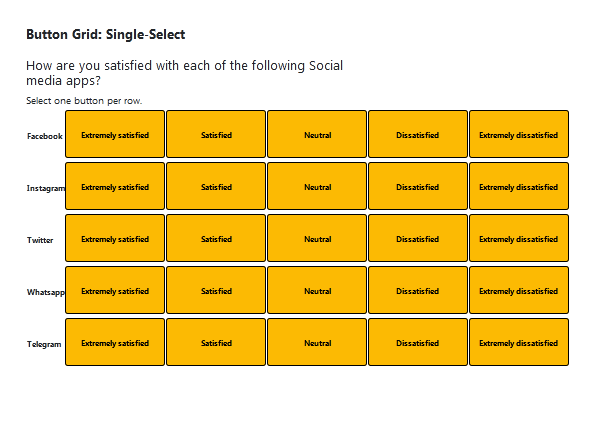 Button Grid: Single-Select
How are you satisfied with each of the following Social
media apps?
Select one button per row.
Facebook Extremely satisfied Satisfied Neutral Dissatisfied Extremely dissatisfied
Instagram Extremely satisfied Satisfied Neutral Dissatisfied Extremely dissatisfied
Twitter Extremely satisfied Satisfied Neutral Dissatisfied Extremely dissatisfied
Whatsapp Extremely satisfied Satisfied Neutral Dissatisfied Extremely dissatisfied
Telegram Extremely satisfied Satisfied Neutral Dissatisfied Extremely dissatisfied